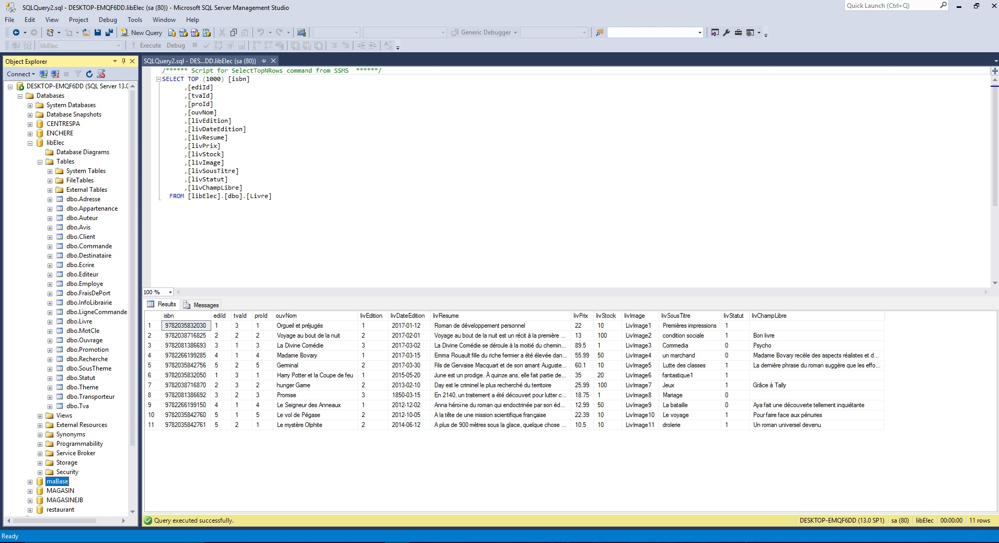 SQLQuery2.sql - DESKTOP-EMQF6DD.libElec (sa (80)) - Microsoft SQL Server Management Studio
Quick Launch (Ctrl+Q)
File Edit View Project Debug Tools Window Help
New Query
Generic Debugger
libElec
Execute Debug
Object Explorer
Connect
DESKTOP-EMQF6DD (SQL Server 13.0
Databases
System Databases
Database Snapshots
CENTRESPA
ENCHERE
libElec
Database Diagrams
Tables
System Tables
FileTables
External Tables
dbo.Adresse
dbo.Appartenance
dbo.Auteur
dbo.Avis
dbo.Client
dbo.Commande
dbo.Destinataire
dbo.Ecrire
dbo.Editeur
dbo.Employe
dbo.FraisDePort
dbo.InfoLibrairie
dbo.LigneCommande
dbo.Livre
dbo.MotCle
dbo.Ouvrage
dbo.Promotion
dbo.Recherche
dbo.SousTheme
dbo.Statut
dbo.Theme
dbo.Transporteur
dbo.Tva
Views
External Resources
Synonyms
Programmability
Service Broker
Storage
Security
maBase
MAGASIN
MAGASINEJB
restaurant
SQLQuery2.sql - DES...DD.libElec (sa (80))
/****** Script for SelectTopNRows command from SSMS ******/
SELECT TOP (1000) [isbn]
,[ediId]
,[tvaId]
,[proId]
,[ouvNom]
,[livEdition]
,[livDateEdition]
,[livResume]
,[livPrix]
,[livStock]
,[livImage]
,[livSousTitre]
,[livStatut]
,[livChampLibre]
FROM [libElec].[dbo].[Livre]
100 %
Results Messages
isbn ediId tvaId proId ouvNom livEdition livDateEdition livResume livPrix livStock livImage livSousTitre livStatut livChampLibre
1 9782035832030 1 3 1 Orgueil et préjugés 1 2017-01-12 Roman de développement personnel 22 10 LivImage1 Premières impressions 1
2 9782038716825 2 2 2 Voyage au bout de la nuit 2 2017-02-01 Voyage au bout de la nuit est un récit à la première ... 13 100 LivImage2 condition sociale 1 Bon livre
3 9782081386693 3 1 3 La Divine Comédie 3 2017-03-02 La Divine Comédie se déroule à la moitié du chemin... 89.5 1 LivImage3 Commedia 0 Psycho
4 9782266199285 4 1 4 Madame Bovary 1 2017-03-15 Emma Rouault fille du riche fermier a été élevée dan... 55.99 50 LivImage4 un marchand 0 Madame Bovary recèle des aspects réalistes et d...
5 9782035842756 5 2 5 Germinal 2 2017-03-30 Fils de Gervaise Macquart et de son amant Auguste... 60.1 10 LivImage5 Lutte des classes 1 La dernière phrase du roman suggère que les effo...
6 9782035832050 1 3 1 Harry Potter et la Coupe de feu 1 2015-05-20 June est un prodige. À quinze ans, elle fait partie de... 35 20 LivImage6 fantastique1 1
7 9782038716870 2 3 2 hunger Game 2 2013-02-10 Day est le criminel le plus recherché du territoire 25.99 100 LivImage7 Jeux 1 Grâce à Tally
8 9782081386692 3 2 3 Promise 3 1850-03-15 En 2140, un traitement a été découvert pour lutter c... 18.75 1 LivImage8 Mariage 0
9 9782266199150 4 1 4 Le Seigneur des Anneaux 1 2012-12-02 Anna héroïne du roman qui endoctrinée par son éd... 12.99 50 LivImage9 La bataille 0 Aya fait une découverte tellement inquiétante
10 9782035842760 5 1 5 Le vol de Pégase 2 2012-10-05 A la tête de une mission scientifique française 22.39 10 LivImage10 Le voyage 1 Pour faire face aux pénuries
11 9782035842761 5 2 1 Le mystère Olphite 2 2014-06-12 A plus de 900 mètres sous la glace, quelque chose ... 10.5 10 LivImage11 drolerie 1 Un roman universel devenu
Query executed successfully.
DESKTOP-EMQF6DD (13.0 SP1) sa (80) libElec 00:00:00 11 rows
Ready